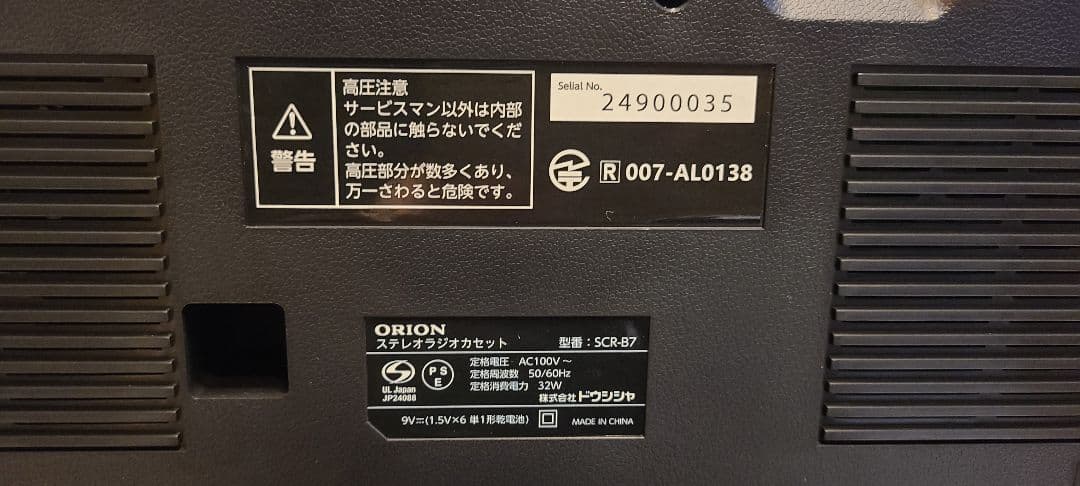 警告
高圧注意
サービスマン以外は内部
の部品に触らないでくだ
さい。
高圧部分が数多くあり、
万一さわると危険です。
Selial No.
24900035
R 007-AL0138
ORION
ステレオラジオカセット 型番：SCR-B7
UL Japan
JP24088
PS
E
定格電圧 AC100V～
定格周波数 50/60Hz
定格消費電力 32W
株式会社ドウシシャ
9V⎓(1.5V×6 単1形乾電池)
MADE IN CHINA